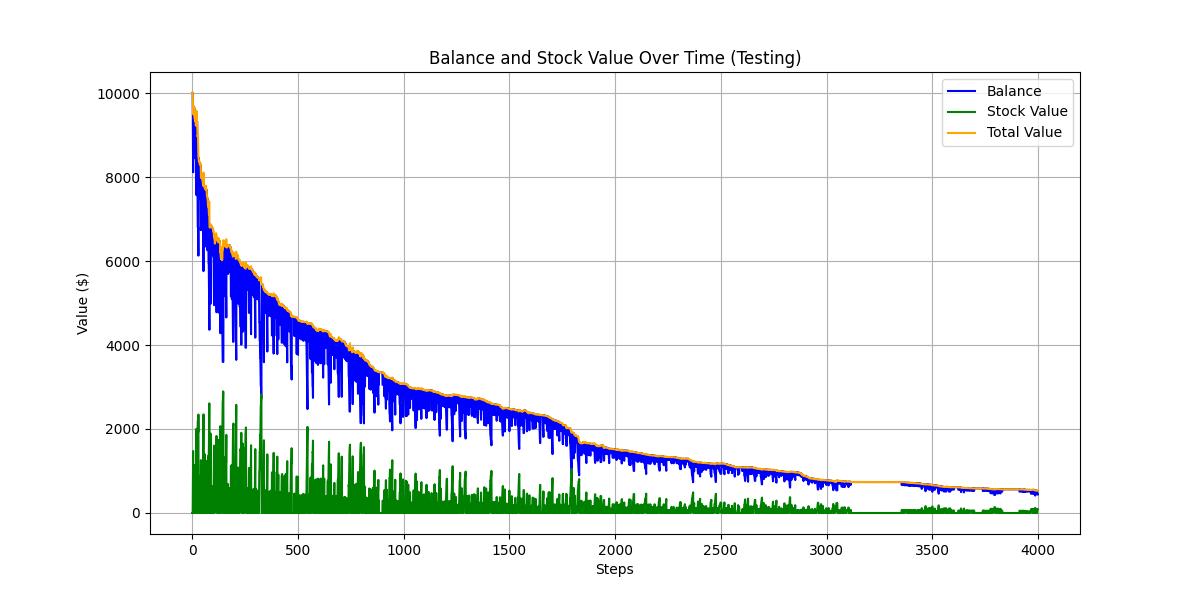 Balance and Stock Value Over Time (Testing)
Balance
Stock Value
Total Value
10000
8000
6000
4000
2000
0
Value ($)
0 500 1000 1500 2000 2500 3000 3500 4000
Steps